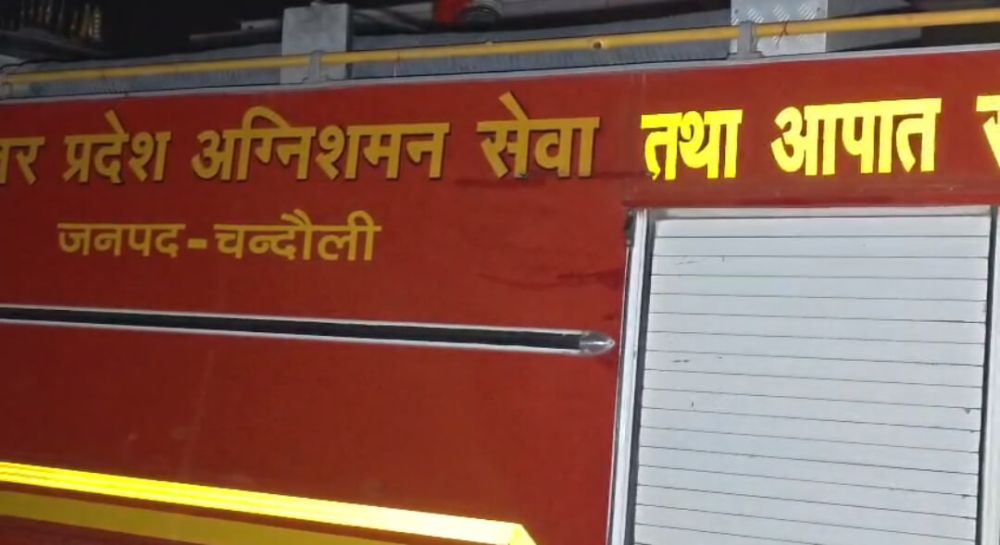 प्रदेश अग्निशमन सेवा तथा आपात
जनपद-चन्दौली